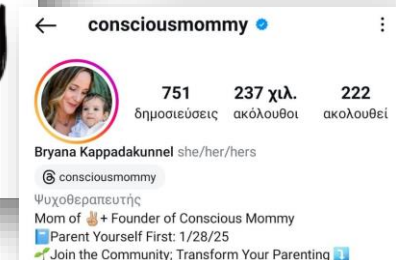 consciousmommy
751
237 χιλ.
222
δημοσιεύσεις
ακόλουθοι
ακολουθεί
Bryana Kappadakunnel she/her/hers
consciousmommy
Ψυχοθεραπευτής
Mom of ✌🏼+ Founder of Conscious Mommy
📘Parent Yourself First: 1/28/25
🌱Join the Community; Transform Your Parenting ⤵️